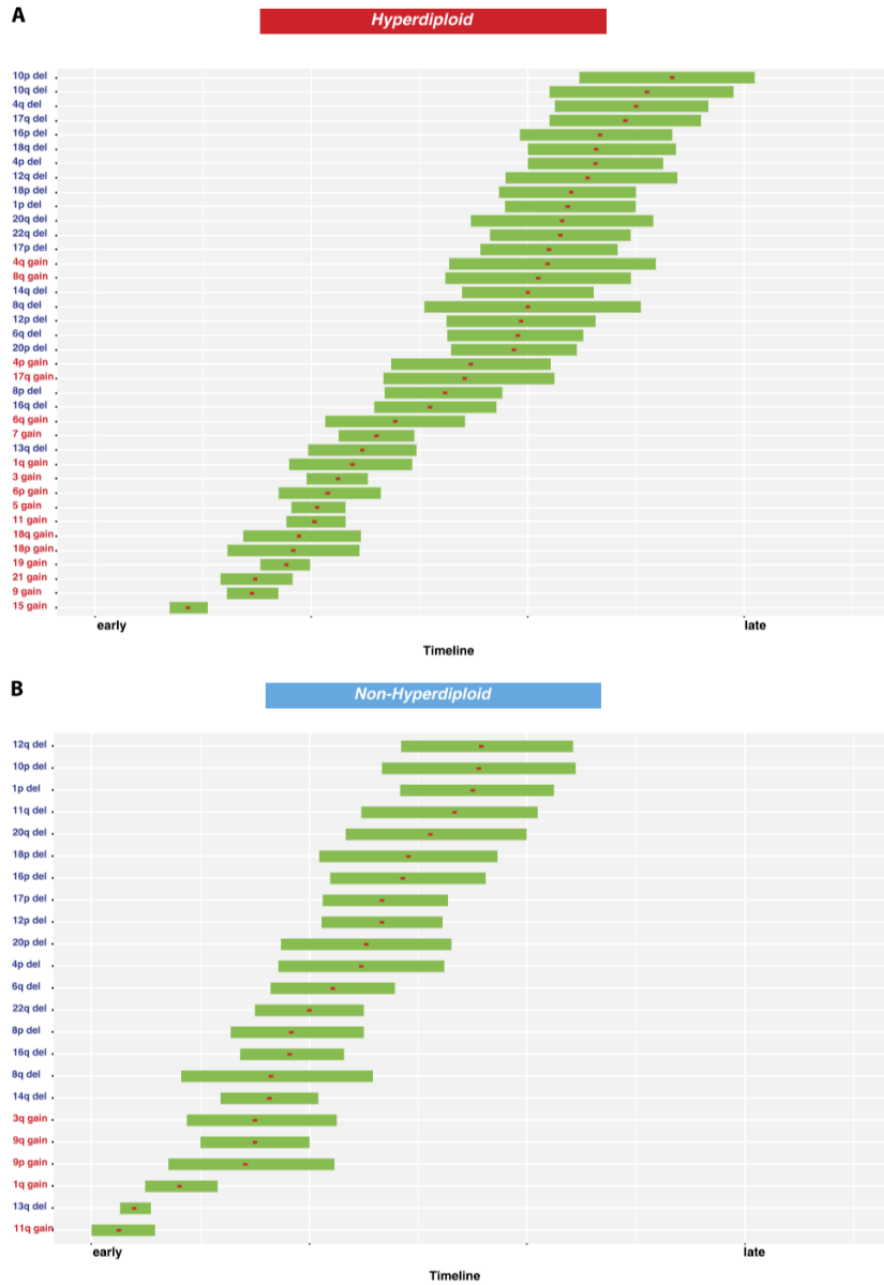 A
Hyperdiploid
10p del
10q del
4q del
17q del
16p del
18q del
4p del
12q del
18p del
1p del
20q del
22q del
17p del
4q gain
8q gain
14q del
8q del
12p del
6q del
20p del
4p gain
17q gain
8p del
16q del
6q gain
7 gain
13q del
1q gain
3 gain
6p gain
5 gain
11 gain
18q gain
18p gain
19 gain
21 gain
9 gain
15 gain
early late
Timeline
B
Non-Hyperdiploid
12q del
10p del
1p del
11q del
20q del
18p del
16p del
17p del
12p del
20p del
4p del
6q del
22q del
8p del
16q del
8q del
14q del
3q gain
9q gain
9p gain
1q gain
13q del
11q gain
early late
Timeline